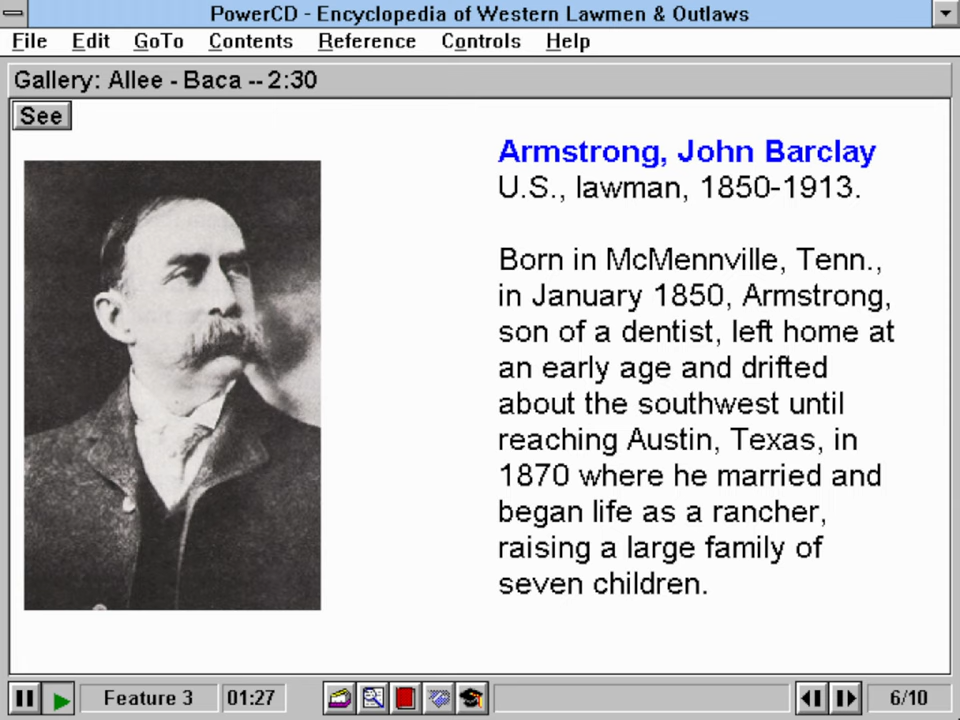 PowerCD - Encyclopedia of Western Lawmen & Outlaws
File Edit GoTo Contents Reference Controls Help
Gallery: Allee - Baca -- 2:30
See
Armstrong, John Barclay
U.S., lawman, 1850-1913.
Born in McMennville, Tenn.,
in January 1850, Armstrong,
son of a dentist, left home at
an early age and drifted
about the southwest until
reaching Austin, Texas, in
1870 where he married and
began life as a rancher,
raising a large family of
seven children.
Feature 3 01:27 6/10